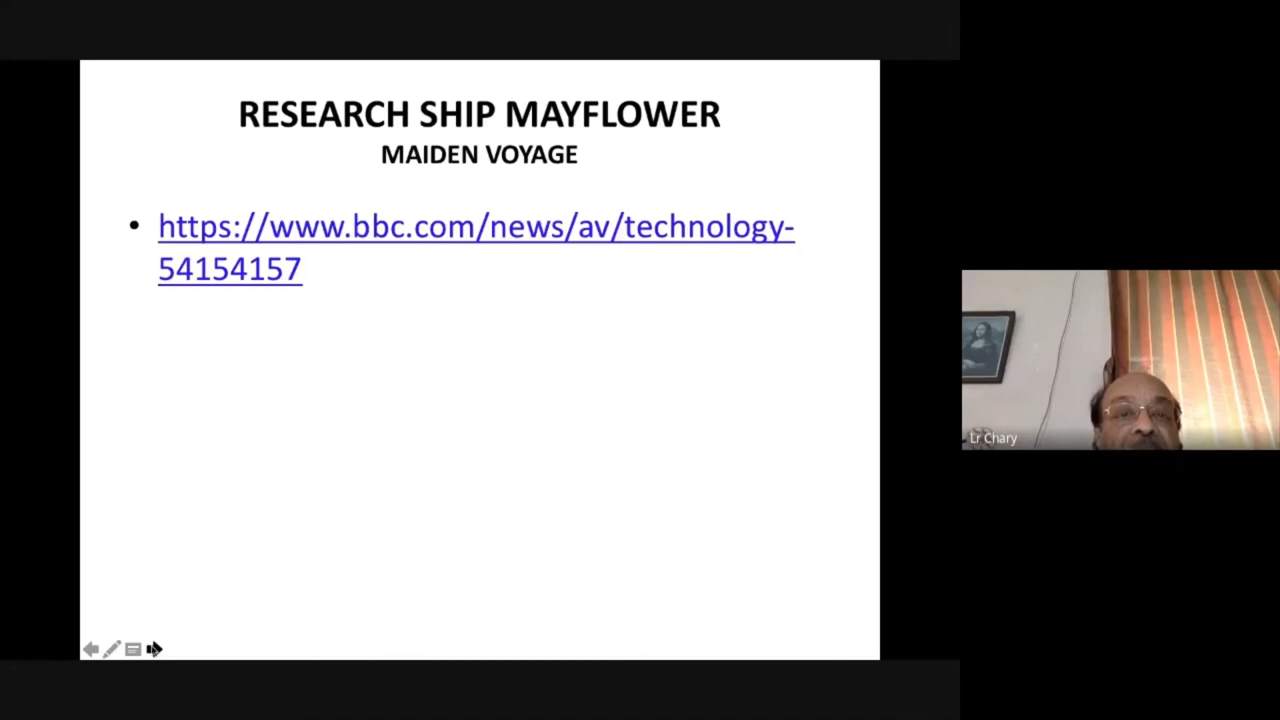 RESEARCH SHIP MAYFLOWER
MAIDEN VOYAGE
• https://www.bbc.com/news/av/technology-
54154157
Lr Chary